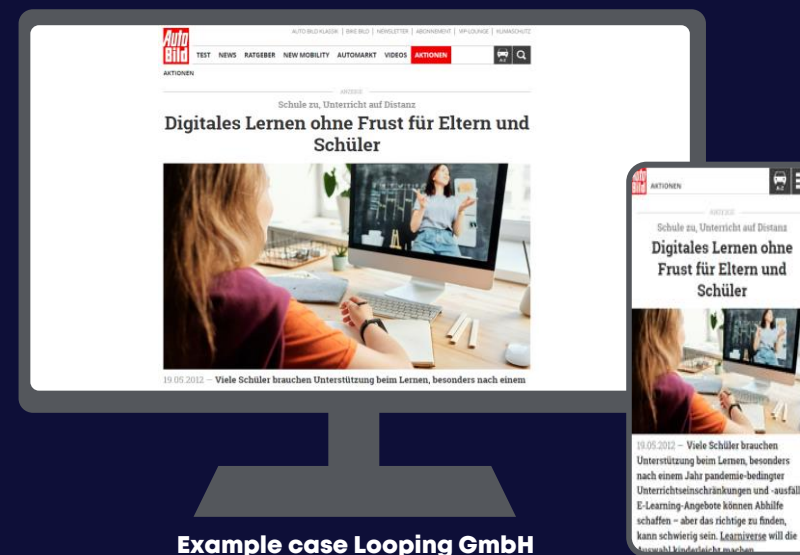 AUTO BILD KLASSIK | BIKE BILD | NEWSLETTER | ABONNEMENT | VIP-LOUNGE | KLIMASCHUTZ
Auto Bild
TEST NEWS RATGEBER NEW MOBILITY AUTOMARKT VIDEOS AKTIONEN
A-Z
AKTIONEN
ANZEIGE
Schule zu, Unterricht auf Distanz
Digitales Lernen ohne Frust für Eltern und
Schüler
19.05.2012 — Viele Schüler brauchen Unterstützung beim Lernen, besonders nach einem
Auto Bild
AKTIONEN
A-Z
ANZEIGE
Schule zu, Unterricht auf Distanz
Digitales Lernen ohne
Frust für Eltern und
Schüler
19.05.2012 — Viele Schüler brauchen
Unterstützung beim Lernen, besonders
nach einem Jahr pandemie-bedingter
Unterrichtseinschränkungen und -ausfäll
E-Learning-Angebote können Abhilfe
schaffen – aber das richtige zu finden,
kann schwierig sein. Learniverse will die
Auswahl kinderleicht machen
Example case Looping GmbH